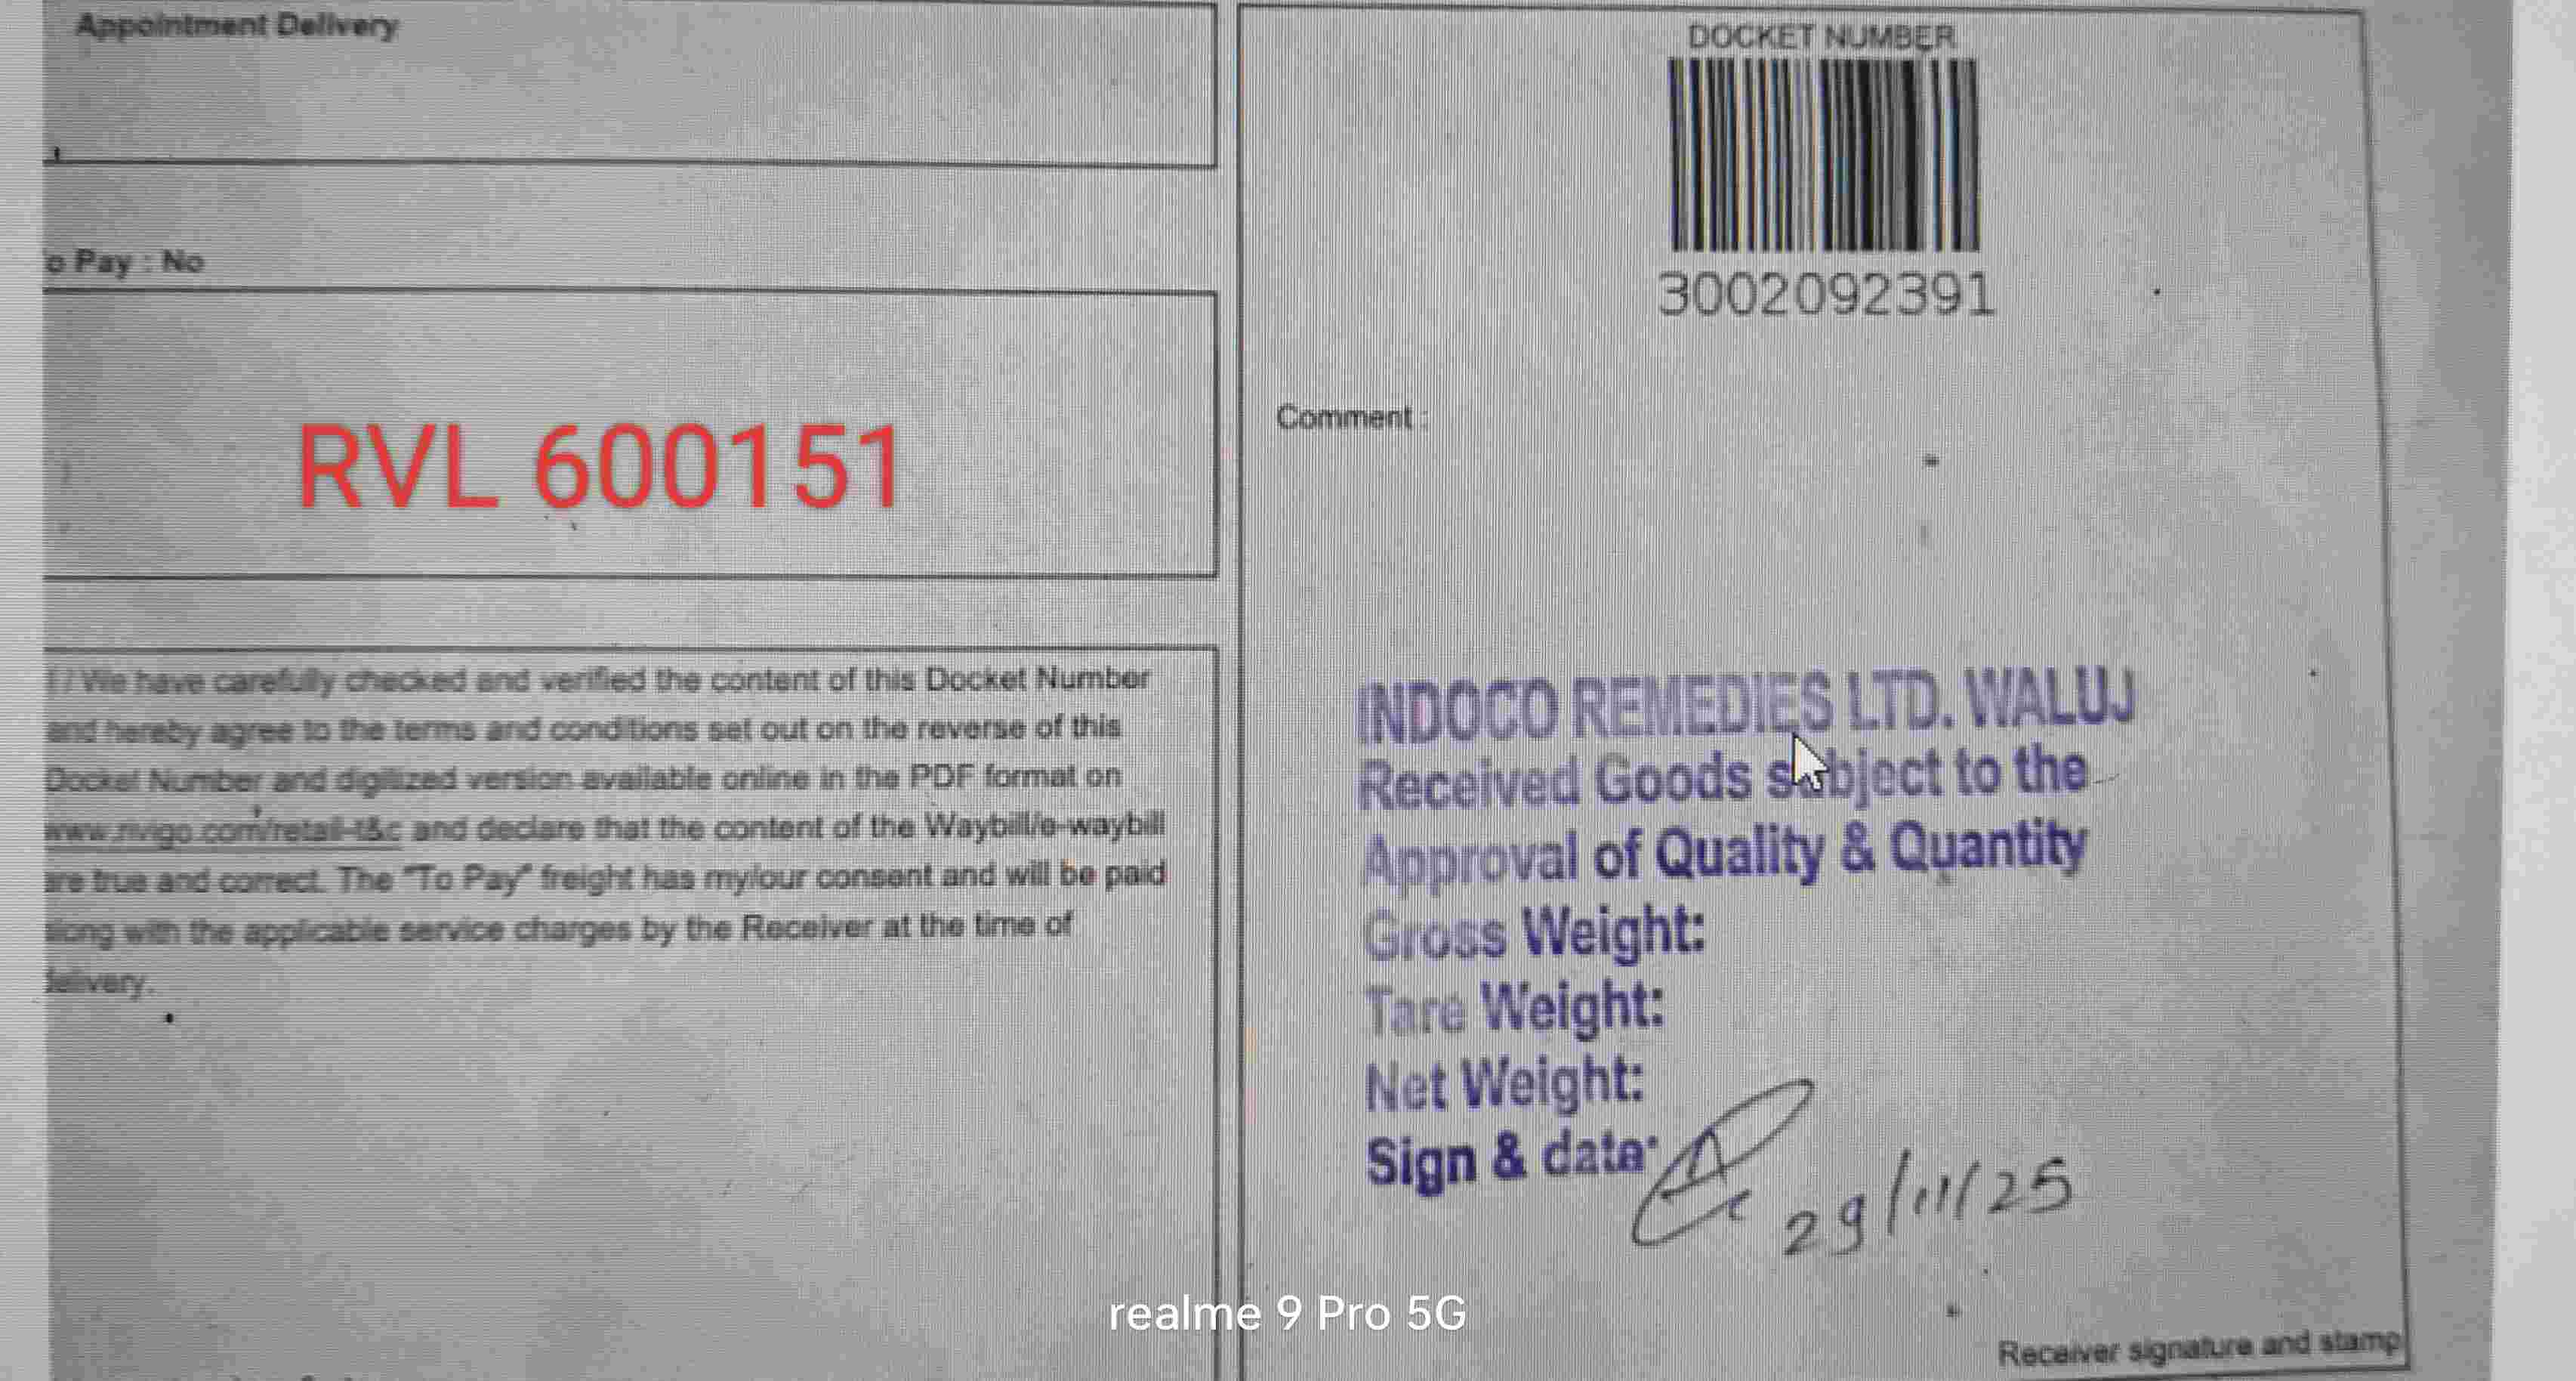 Appointment Delivery
o Pay : No
RVL 600151
I / We have carefully checked and verified the content of this Docket Number
and hereby agree to the terms and conditions set out on the reverse of this
Docket Number and digitized version available online in the PDF format on
www.rivigo.com/retail-t&c and declare that the content of the Waybill/e-waybill
are true and correct. The "To Pay" freight has my/our consent and will be paid
along with the applicable service charges by the Receiver at the time of
delivery.
DOCKET NUMBER
3002092391
Comment :
INDOCO REMEDIES LTD. WALUJ
Received Goods subject to the
Approval of Quality & Quantity
Gross Weight:
Tare Weight:
Net Weight:
Sign & date:
29/11/25
Receiver signature and stamp
realme 9 Pro 5G